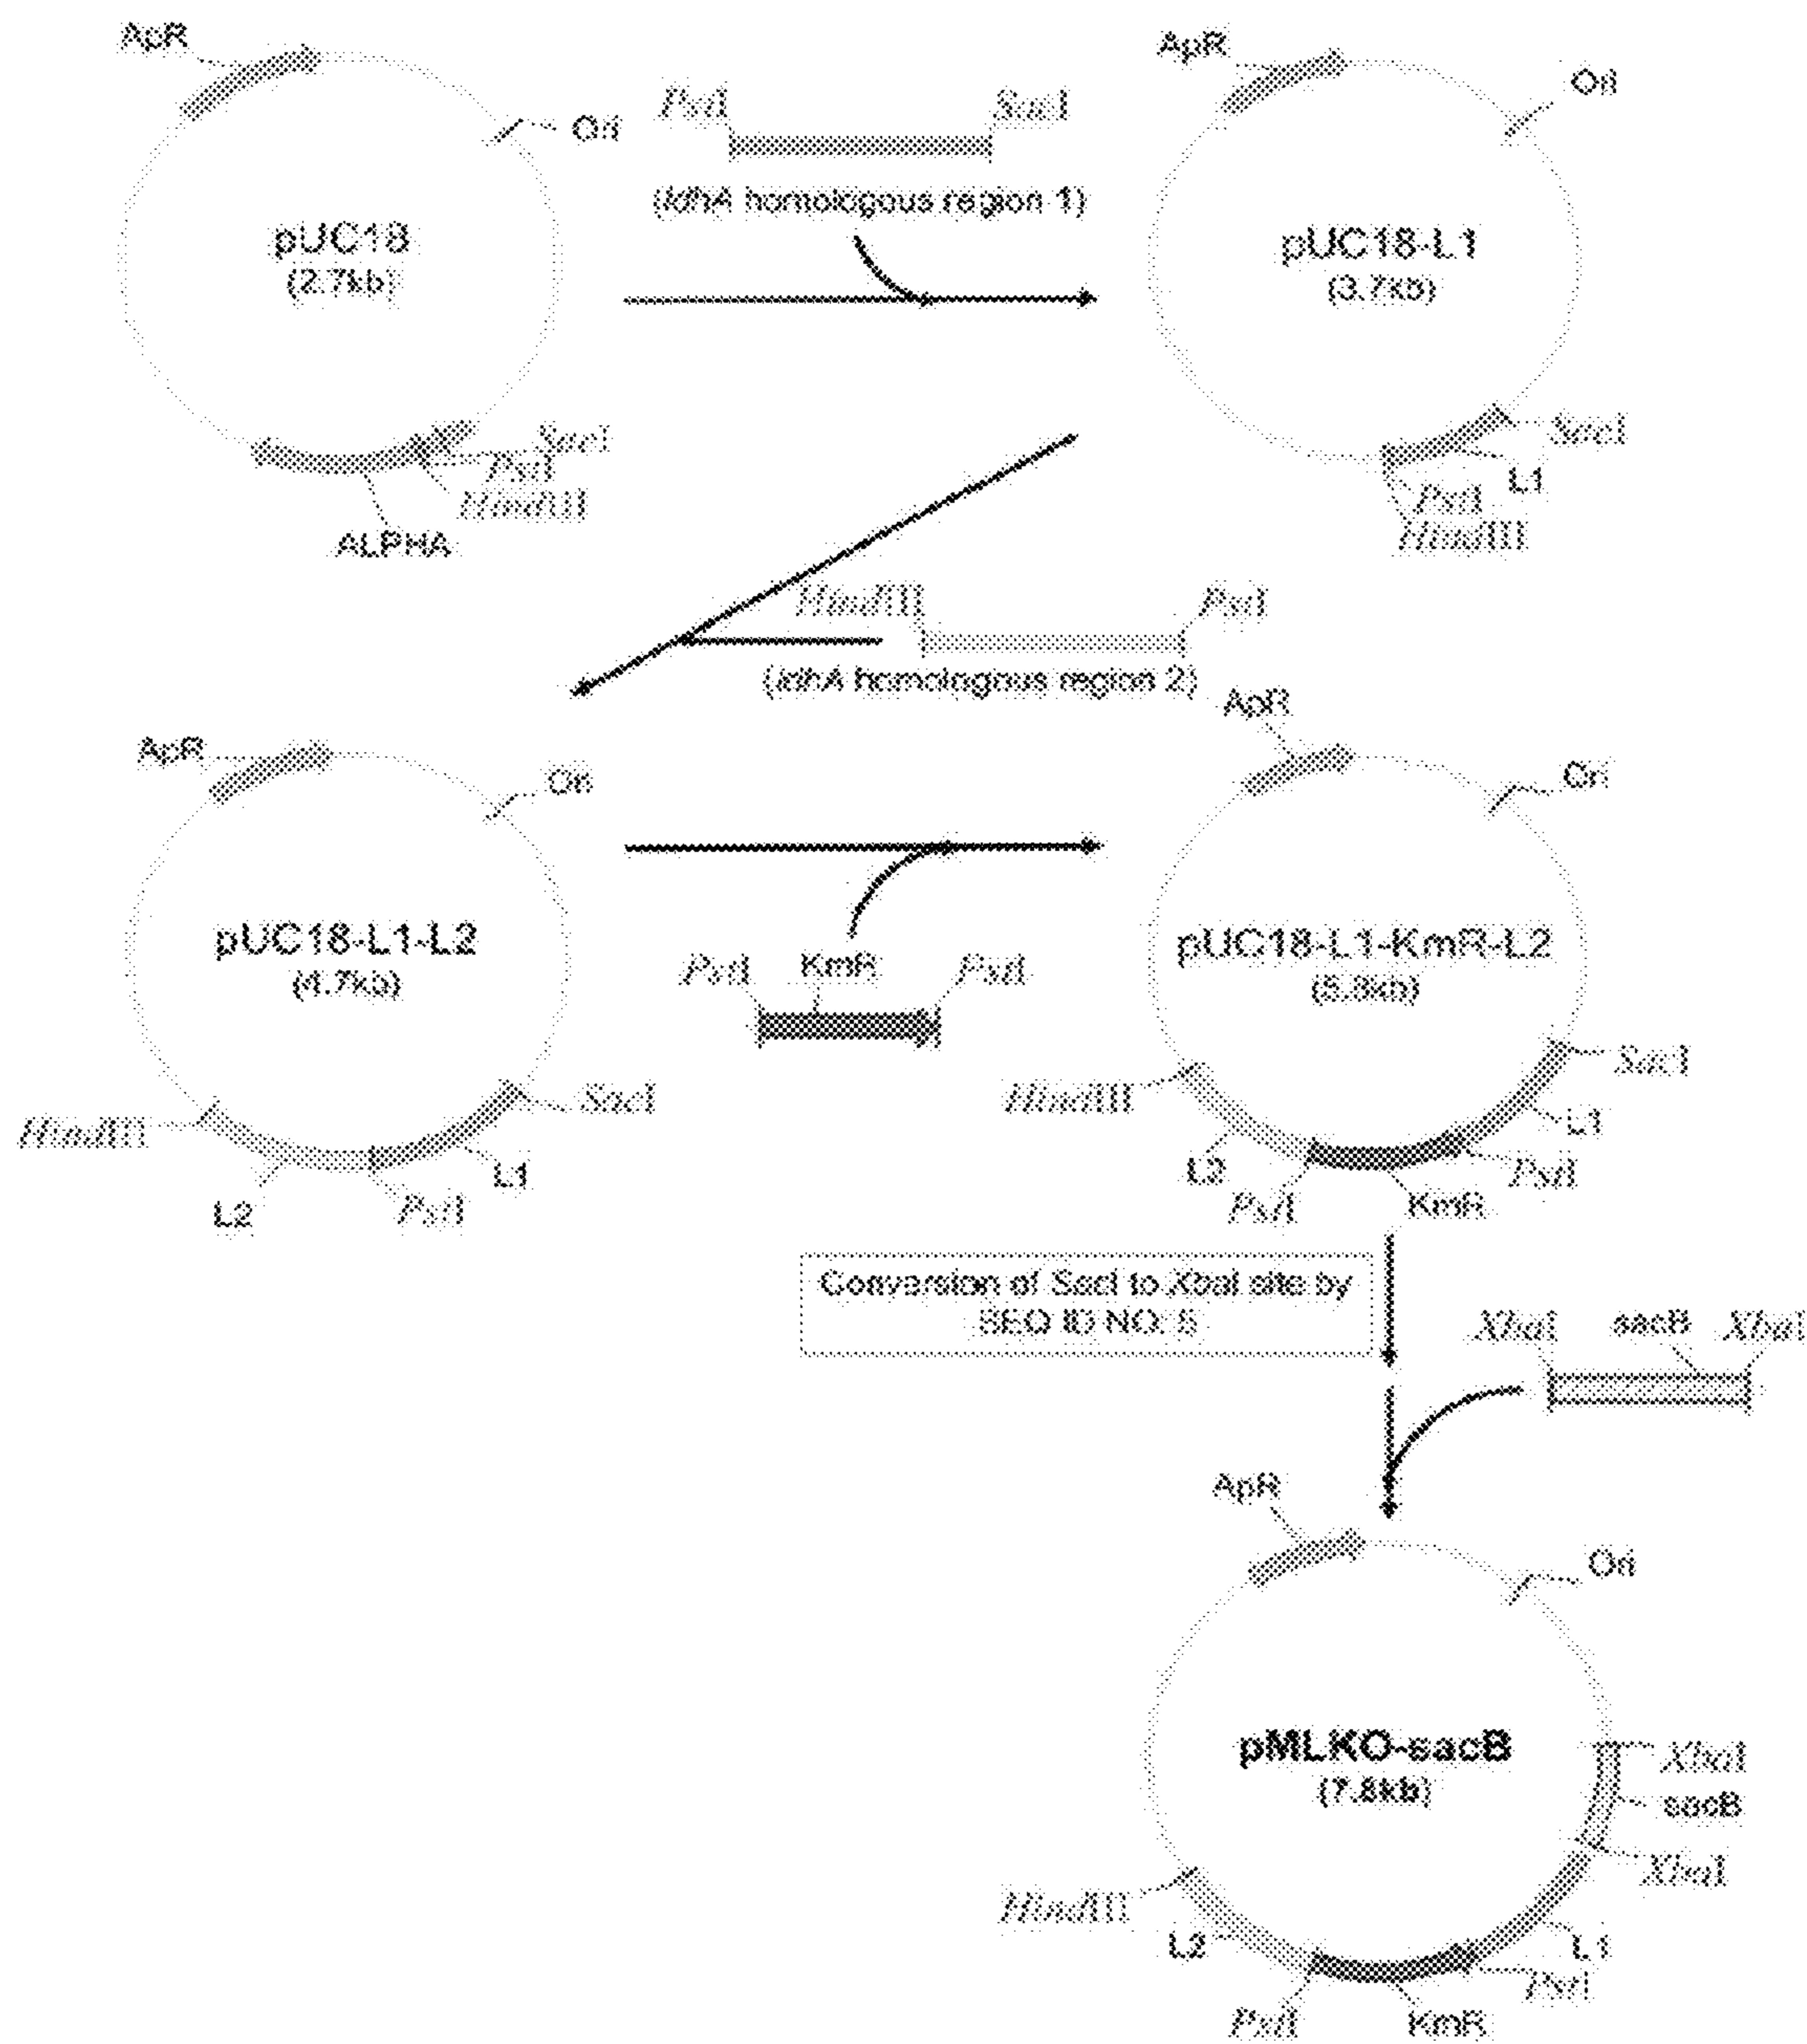 ApR
Ori
pUC18
(2.7kb)
SacI
PstI
HindIII
ALPHA
PstI
SacI
(ldhA homologous region 1)
ApR
Ori
pUC18-L1
(3.7kb)
SacI
L1
PstI
HindIII
HindIII
PstI
(ldhA homologous region 2)
ApR
Ori
pUC18-L1-L2
(4.7kb)
SacI
HindIII
L1
L2
PstI
PstI
KmR
PstI
ApR
Ori
pUC18-L1-KmR-L2
SacI
HindIII
L1
L2
PstI
PstI
KmR
Conversion of SacI to XbaI site by
SEQ ID NO: 5
XbaI
sacB
XbaI
ApR
Ori
pMLKO-sacB
(7.8kb)
XbaI
sacB
XbaI
HindIII
L2
L1
PstI
PstI
KmR